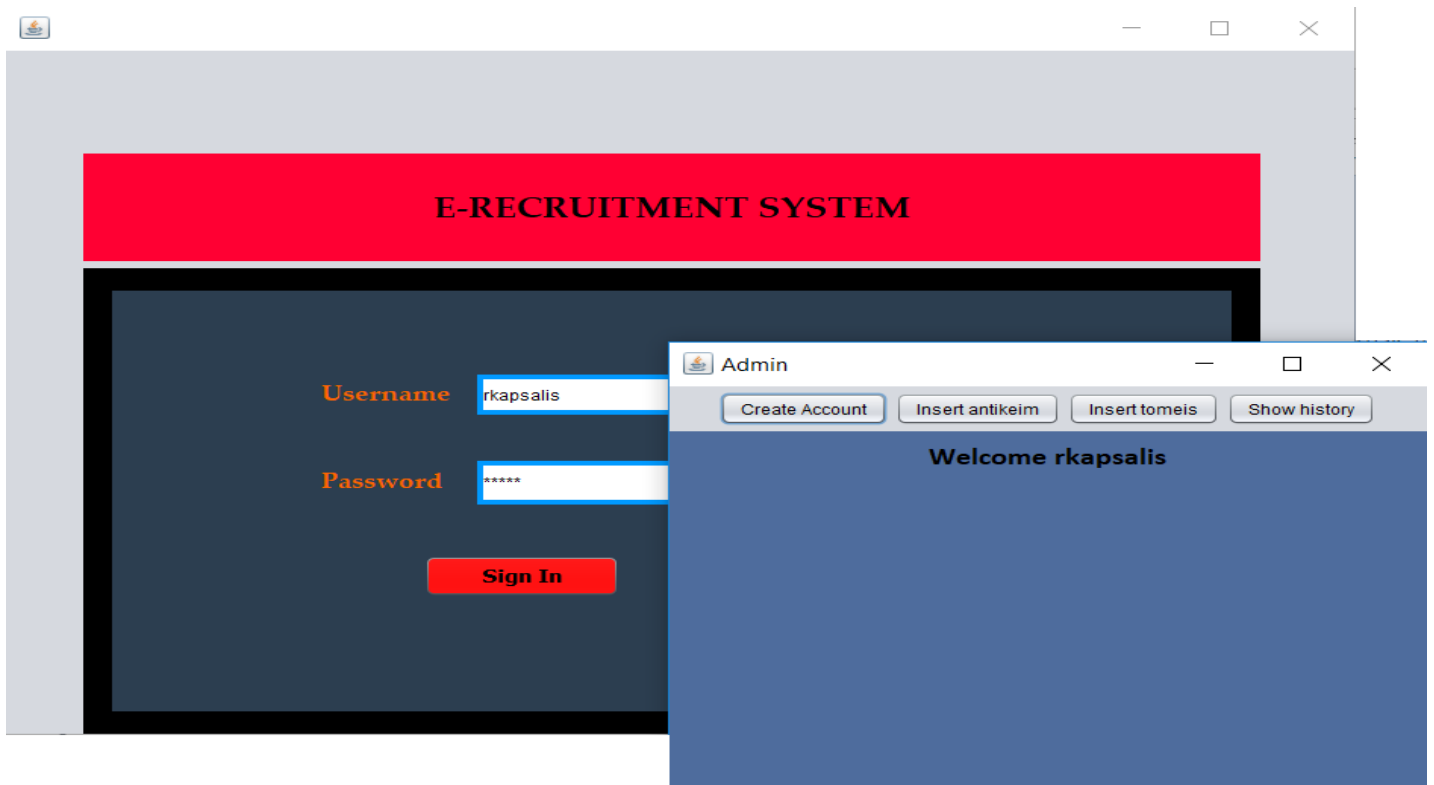 E-RECRUITMENT SYSTEM
Username rkapsalis
Password *****
Sign In
Admin
Create Account Insert antikeim Insert tomeis Show history
Welcome rkapsalis